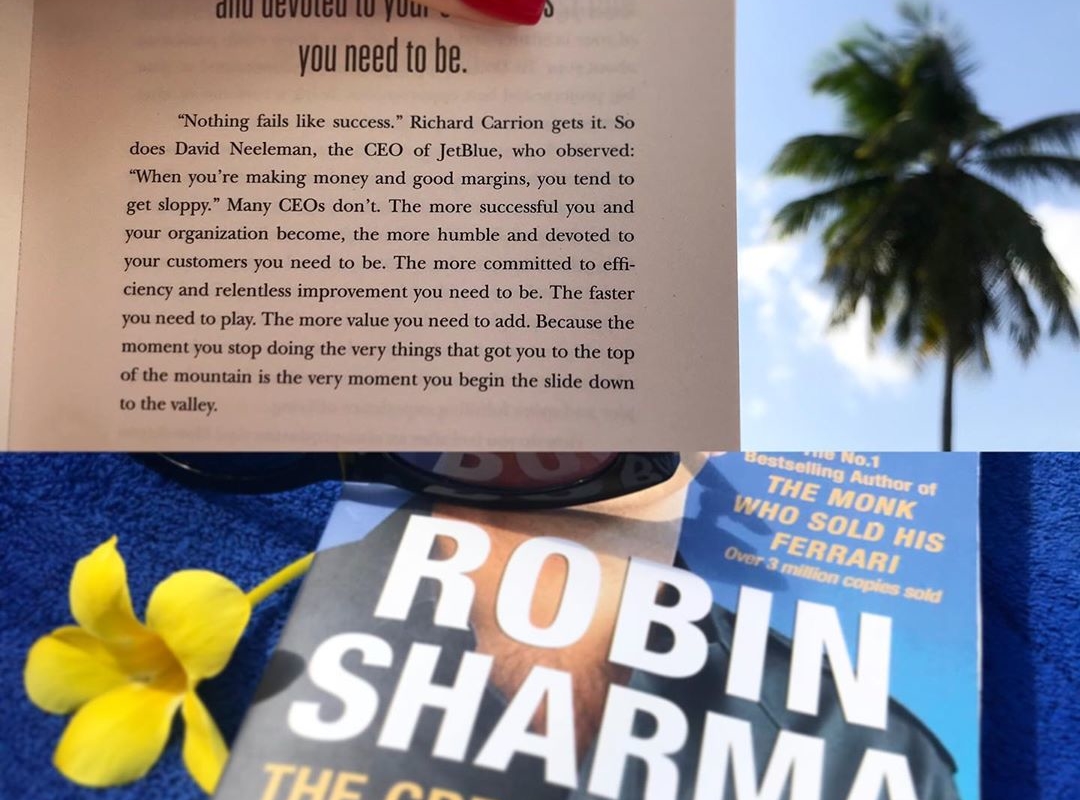 and devoted to your
you need to be.
“Nothing fails like success.” Richard Carrion gets it. So
does David Neeleman, the CEO of JetBlue, who observed:
“When you’re making money and good margins, you tend to
get sloppy.” Many CEOs don’t. The more successful you and
your organization become, the more humble and devoted to
your customers you need to be. The more committed to effi-
ciency and relentless improvement you need to be. The faster
you need to play. The more value you need to add. Because the
moment you stop doing the very things that got you to the top
of the mountain is the very moment you begin the slide down
to the valley.
The No.1
Bestselling Author of
THE MONK
WHO SOLD HIS
FERRARI
Over 3 million copies sold
ROBIN
SHARMA
THE